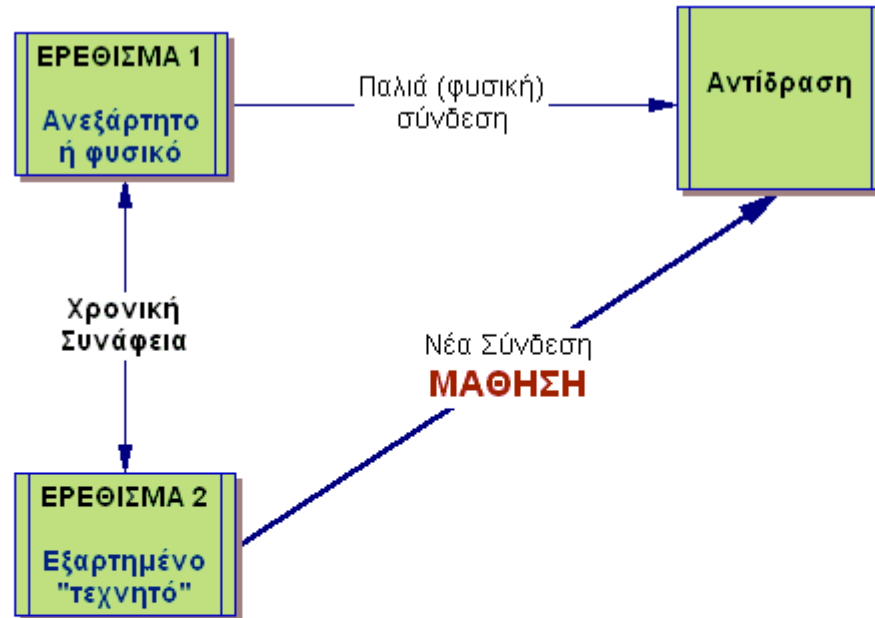 ΕΡΕΘΙΣΜΑ 1
Ανεξάρτητο
ή φυσικό
Παλιά (φυσική)
σύνδεση
Αντίδραση
Χρονική
Συνάφεια
Νέα Σύνδεση
ΜΑΘΗΣΗ
ΕΡΕΘΙΣΜΑ 2
Εξαρτημένο
"τεχνητό"